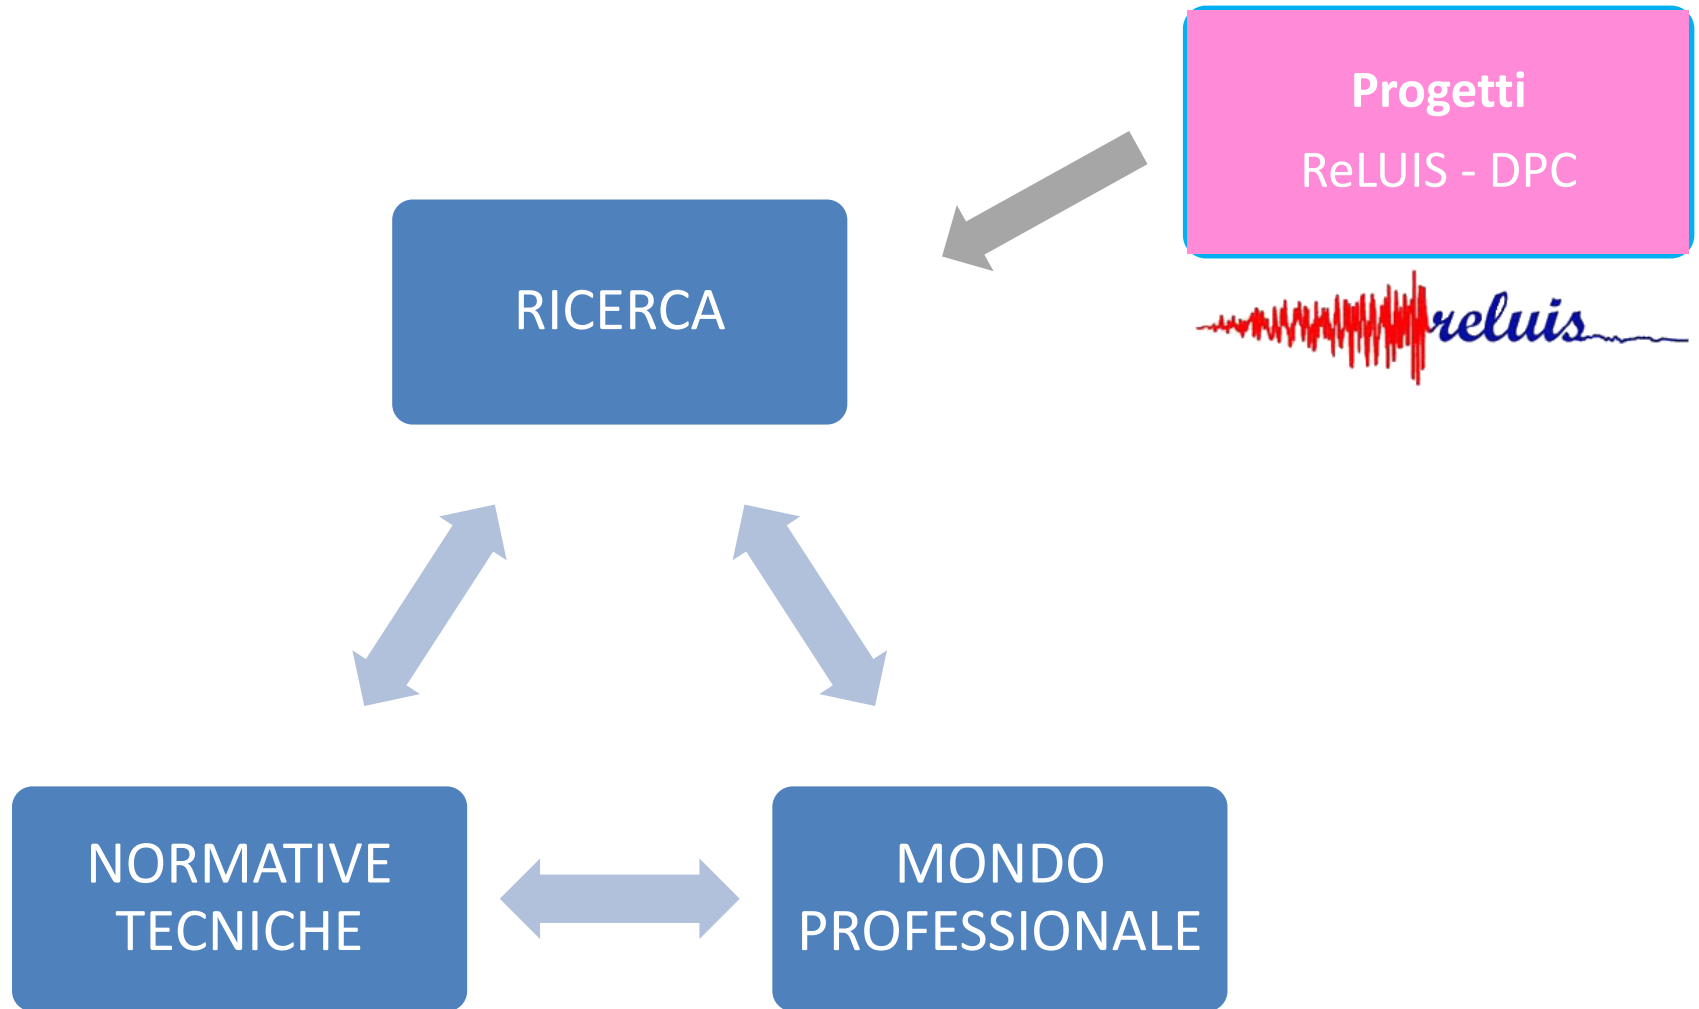 Progetti
ReLUIS - DPC
reluis
RICERCA
NORMATIVE
TECNICHE
MONDO
PROFESSIONALE